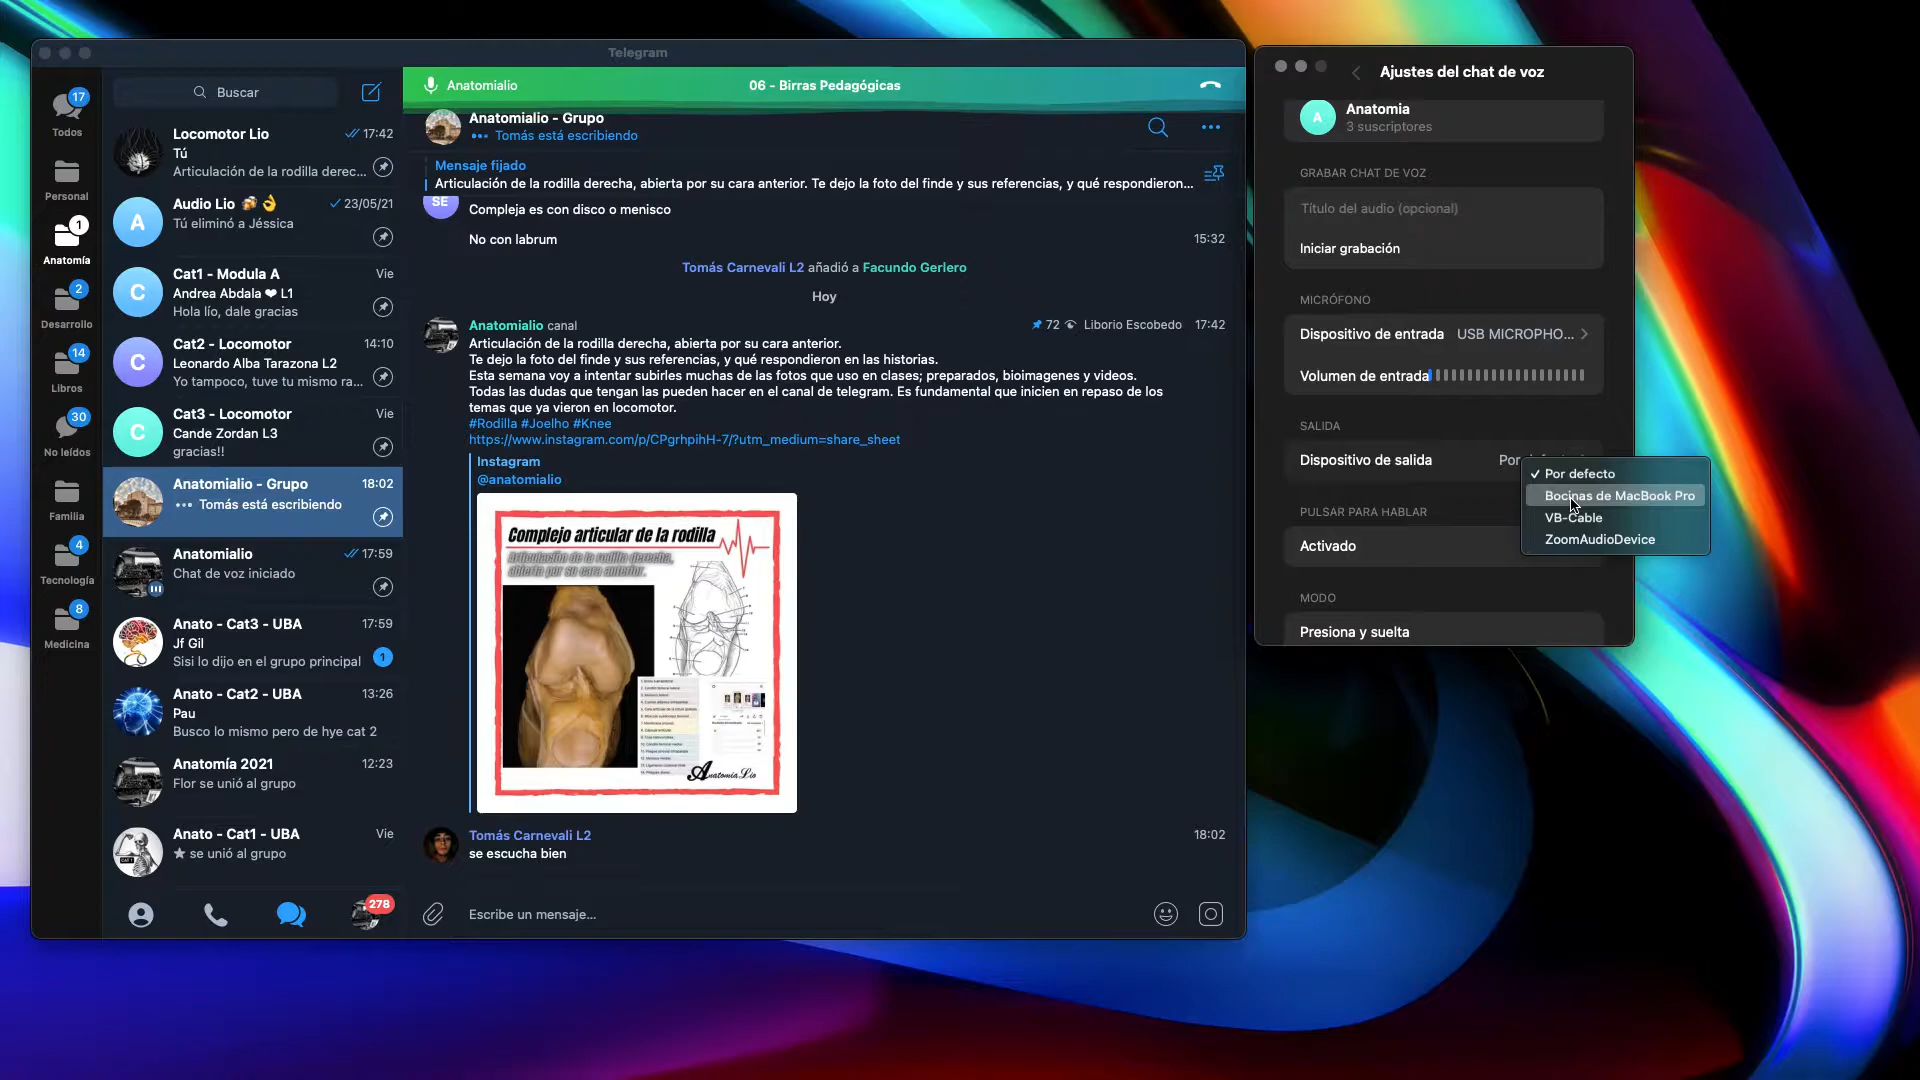 Telegram
17
Todos
Personal
1
Anatomía
2
Desarrollo
14
Libros
30
No leídos
Familia
4
Tecnología
8
Medicina
Buscar
Locomotor Lio
17:42
Tú
Articulación de la rodilla derec...
A
Audio Lio 🍻👌
23/05/21
Tú eliminó a Jéssica
C
Cat1 - Modula A
Vie
Andrea Abdala ❤ L1
Hola lío, dale gracias
C
Cat2 - Locomotor
14:10
Leonardo Alba Tarazona L2
Yo tampoco, tuve tu mismo ra...
C
Cat3 - Locomotor
Vie
Cande Zordan L3
gracias!!
Anatomialio - Grupo
18:02
Tomás está escribiendo
Anatomialio
17:59
Chat de voz iniciado
Anato - Cat3 - UBA
17:59
Jf Gil
Sisi lo dijo en el grupo principal
1
Anato - Cat2 - UBA
13:26
Pau
Busco lo mismo pero de hye cat 2
Anatomía 2021
12:23
Flor se unió al grupo
Anato - Cat1 - UBA
Vie
★ se unió al grupo
278
Anatomialio
06 - Birras Pedagógicas
Anatomialio - Grupo
Tomás está escribiendo
Mensaje fijado
Articulación de la rodilla derecha, abierta por su cara anterior. Te dejo la foto del finde y sus referencias, y qué respondieron...
SE
Compleja es con disco o menisco
No con labrum
15:32
Tomás Carnevali L2 añadió a Facundo Gerlero
Hoy
Anatomialio canal
72
Liborio Escobedo
17:42
Articulación de la rodilla derecha, abierta por su cara anterior.
Te dejo la foto del finde y sus referencias, y qué respondieron en las historias.
Esta semana voy a intentar subirles muchas de las fotos que uso en clases; preparados, bioimagenes y videos.
Todas las dudas que tengan las pueden hacer en el canal de telegram. Es fundamental que inicien en repaso de los
temas que ya vieron en locomotor.
#Rodilla #Joelho #Knee
https://www.instagram.com/p/CPgrhpihH-7/?utm_medium=share_sheet
Instagram
@anatomialio
Complejo articular de la rodilla
Articulación de la rodilla derecha,
abierta por su cara anterior.
AnatomiaLio
Tomás Carnevali L2
18:02
se escucha bien
Escribe un mensaje...
Ajustes del chat de voz
A
Anatomia
3 suscriptores
GRABAR CHAT DE VOZ
Título del audio (opcional)
Iniciar grabación
MICRÓFONO
Dispositivo de entrada
USB MICROPHO...
Volumen de entrada
SALIDA
Dispositivo de salida
Por defecto
✓ Por defecto
Bocinas de MacBook Pro
VB-Cable
ZoomAudioDevice
PULSAR PARA HABLAR
Activado
MODO
Presiona y suelta